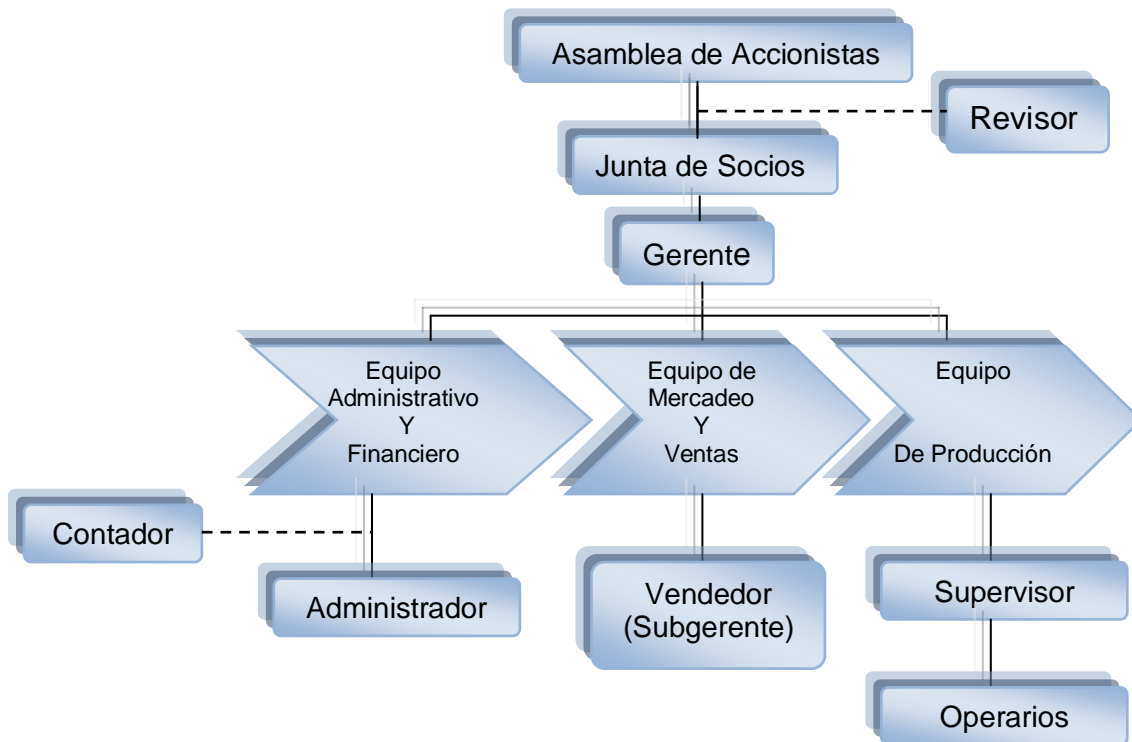 Asamblea de Accionistas
Revisor
Junta de Socios
Gerente
Equipo
Administrativo
Y
Financiero
Equipo de
Mercadeo
Y
Ventas
Equipo
De Producción
Contador
Administrador
Vendedor
(Subgerente)
Supervisor
Operarios